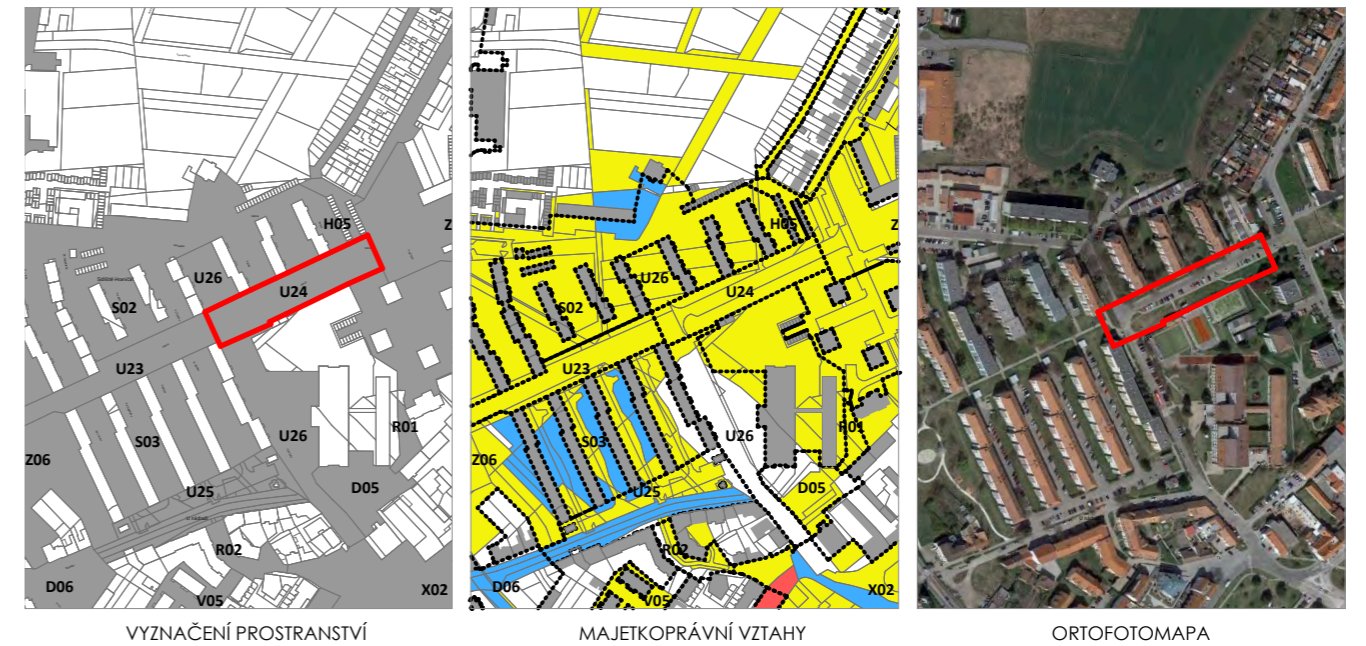 H05
Z
U26
U24
S02
U23
S03
U26
R01
Z06
U25
D05
R02
D06
V05
X02
VYZNAČENÍ PROSTRANSTVÍ
H05
Z
U26
U24
S02
U23
S03
U26
R01
Z06
U25
D05
R02
D06
V05
X02
MAJETKOPRÁVNÍ VZTAHY
ORTOFOTOMAPA